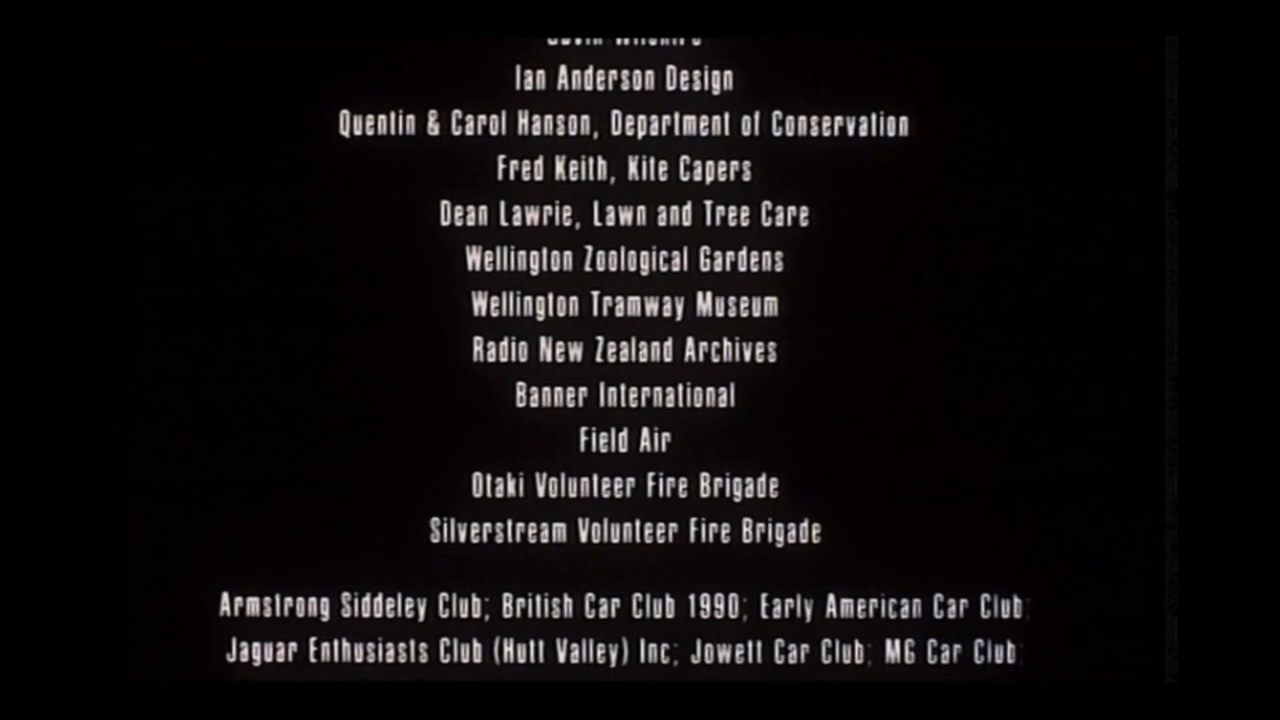 Ian Anderson Design
Quentin & Carol Hanson, Department of Conservation
Fred Keith, Kite Capers
Dean Lawrie, Lawn and Tree Care
Wellington Zoological Gardens
Wellington Tramway Museum
Radio New Zealand Archives
Banner International
Field Air
Otaki Volunteer Fire Brigade
Silverstream Volunteer Fire Brigade
Armstrong Siddeley Club; British Car Club 1990; Early American Car Club;
Jaguar Enthusiasts Club (Hutt Valley) Inc; Jowett Car Club; MG Car Club;